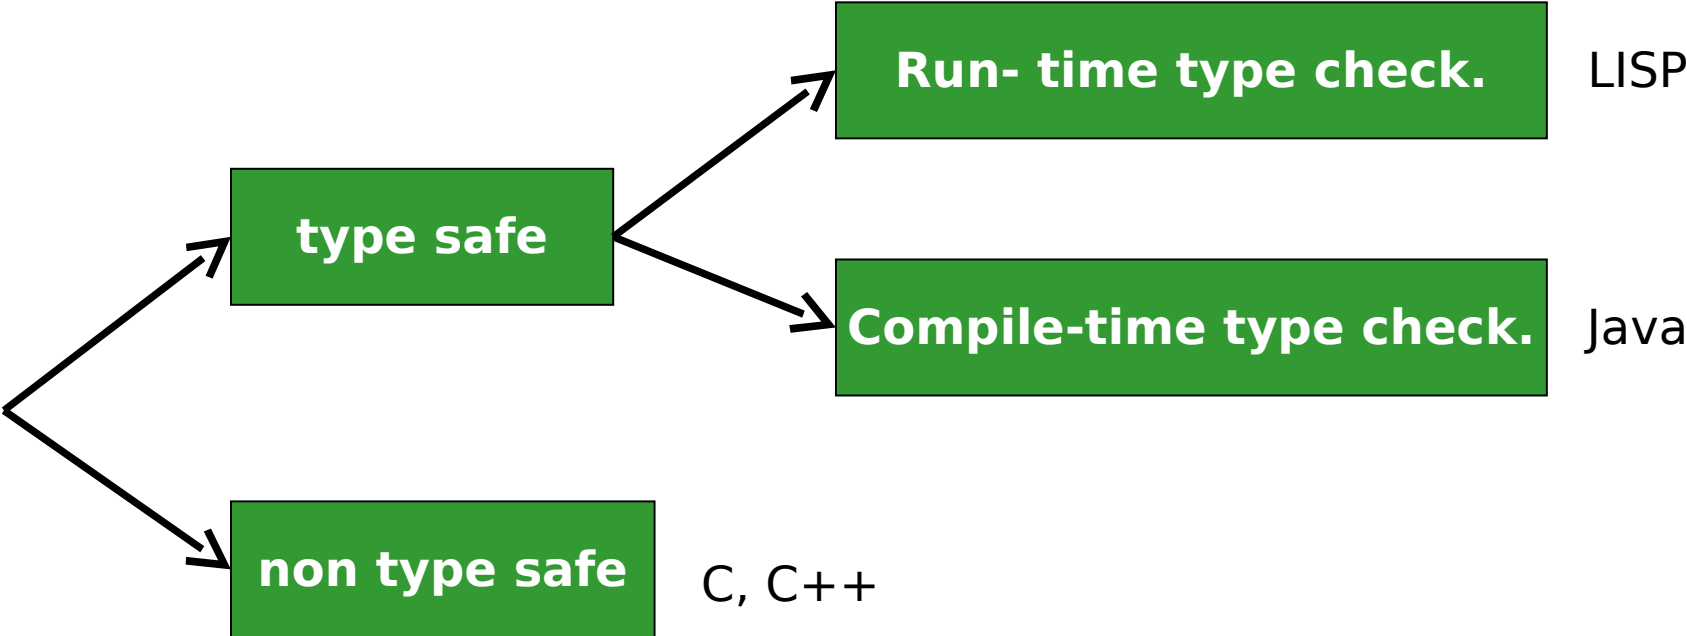 Run- time type check.
LISP
type safe
Compile-time type check.
Java
non type safe
C, C++